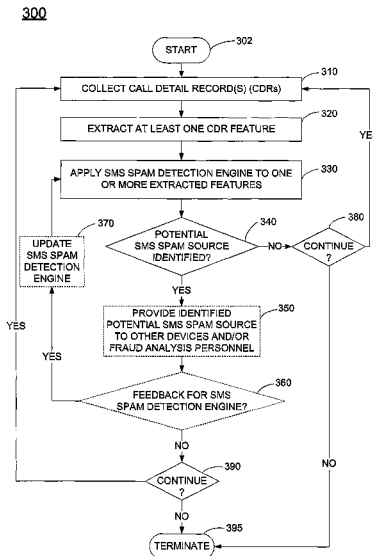 300
START
302
COLLECT CALL DETAIL RECORD(S) (CDRs)
310
EXTRACT AT LEAST ONE CDR FEATURE
320
APPLY SMS SPAM DETECTION ENGINE TO ONE
OR MORE EXTRACTED FEATURES
330
YE
370
UPDATE
SMS SPAM
DETECTION
ENGINE
POTENTIAL
SMS SPAM SOURCE
IDENTIFIED?
340
NO
CONTINUE
?
380
YES
PROVIDE IDENTIFIED
POTENTIAL SMS SPAM SOURCE
TO OTHER DEVICES AND/OR
FRAUD ANALYSIS PERSONNEL
350
YES
YES
FEEDBACK FOR SMS
SPAM DETECTION ENGINE?
360
NO
CONTINUE
?
390
NO
NO
TERMINATE
395